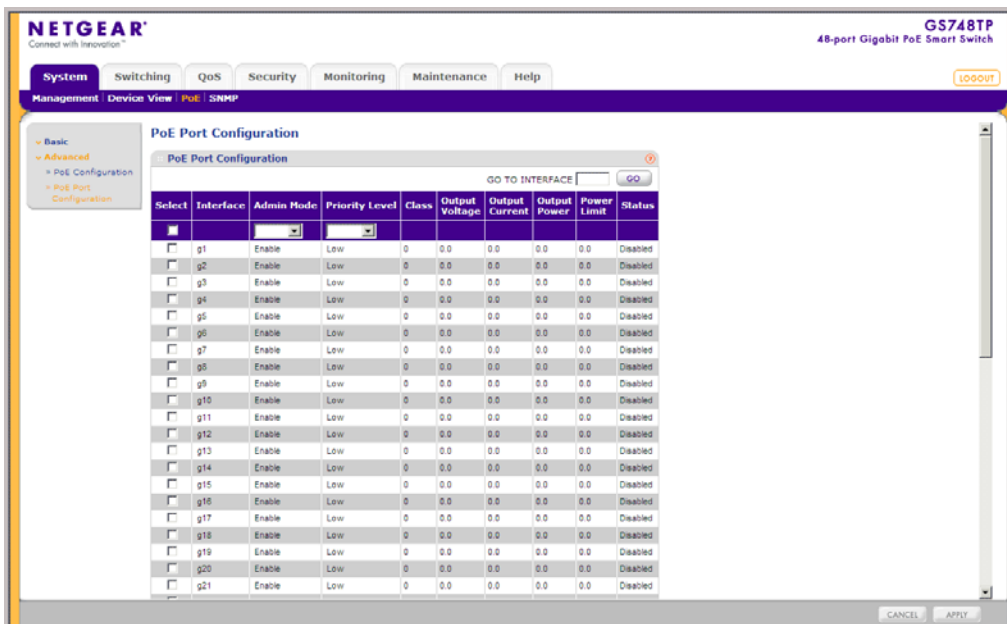 NETGEAR
Connect with Innovation™
GS748TP
48-port Gigabit PoE Smart Switch
System Switching QoS Security Monitoring Maintenance Help LOGOUT
Management Device View PoE SNMP
Basic
Advanced
PoE Configuration
PoE Port
Configuration
PoE Port Configuration
PoE Port Configuration
GO TO INTERFACE GO
Select Interface Admin Mode Priority Level Class Output Voltage Output Current Output Power Power Limit Status
g1 Enable Low 0 0.0 0.0 0.0 0.0 Disabled
g2 Enable Low 0 0.0 0.0 0.0 0.0 Disabled
g3 Enable Low 0 0.0 0.0 0.0 0.0 Disabled
g4 Enable Low 0 0.0 0.0 0.0 0.0 Disabled
g5 Enable Low 0 0.0 0.0 0.0 0.0 Disabled
g6 Enable Low 0 0.0 0.0 0.0 0.0 Disabled
g7 Enable Low 0 0.0 0.0 0.0 0.0 Disabled
g8 Enable Low 0 0.0 0.0 0.0 0.0 Disabled
g9 Enable Low 0 0.0 0.0 0.0 0.0 Disabled
g10 Enable Low 0 0.0 0.0 0.0 0.0 Disabled
g11 Enable Low 0 0.0 0.0 0.0 0.0 Disabled
g12 Enable Low 0 0.0 0.0 0.0 0.0 Disabled
g13 Enable Low 0 0.0 0.0 0.0 0.0 Disabled
g14 Enable Low 0 0.0 0.0 0.0 0.0 Disabled
g15 Enable Low 0 0.0 0.0 0.0 0.0 Disabled
g16 Enable Low 0 0.0 0.0 0.0 0.0 Disabled
g17 Enable Low 0 0.0 0.0 0.0 0.0 Disabled
g18 Enable Low 0 0.0 0.0 0.0 0.0 Disabled
g19 Enable Low 0 0.0 0.0 0.0 0.0 Disabled
g20 Enable Low 0 0.0 0.0 0.0 0.0 Disabled
g21 Enable Low 0 0.0 0.0 0.0 0.0 Disabled
CANCEL APPLY